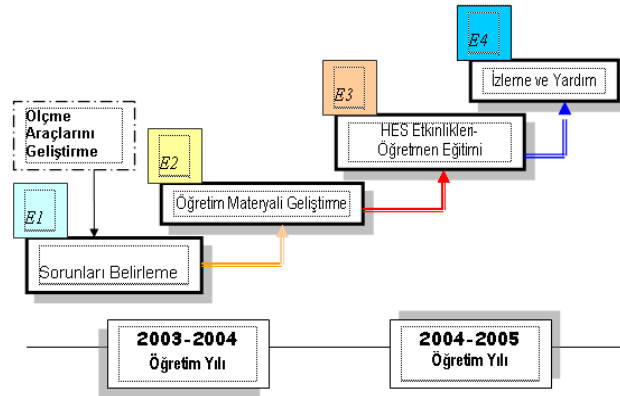 E4
İzleme ve Yardım
E3
HES Etkinlikleri-
Öğretmen Eğitimi
Olçme
Araçlarını
Geliştirme
E2
Öğretim Materyali Geliştirme
E1
Sorunları Belirleme
2003-2004
Öğretim Yılı
2004-2005
Öğretim Yılı